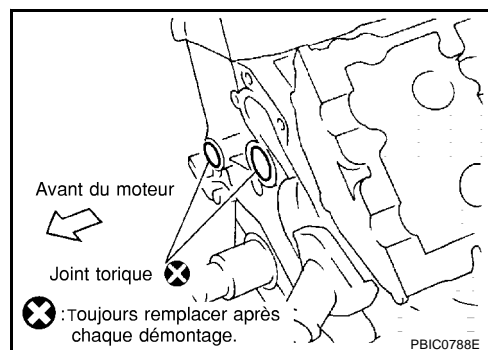 Avant du moteur
Joint torique
: Toujours remplacer après
chaque démontage.
PBIC0788E